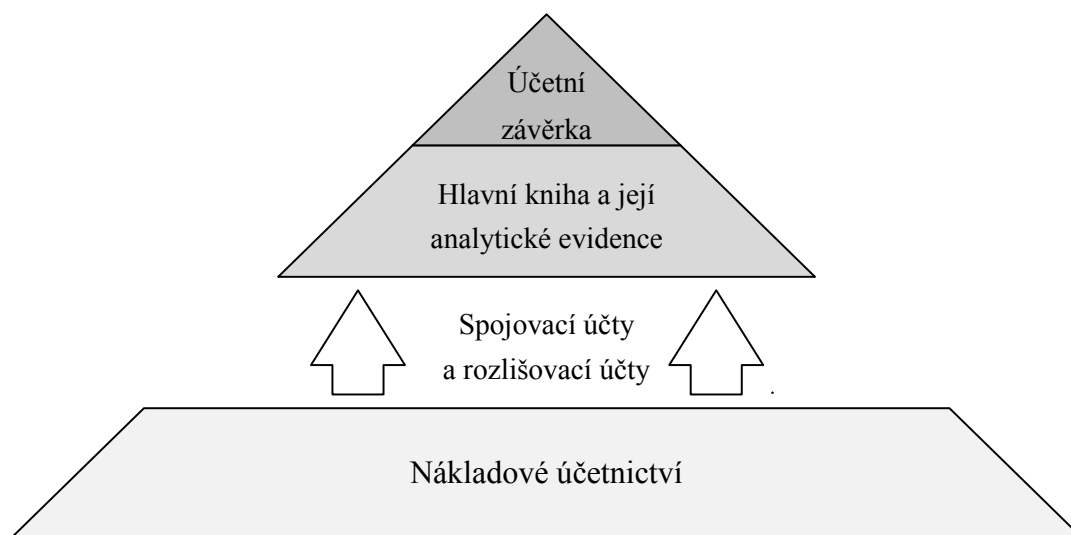 Účetní
závěrka
Hlavní kniha a její
analytické evidence
Spojovací účty
a rozlišovací účty
.
Nákladové účetnictví